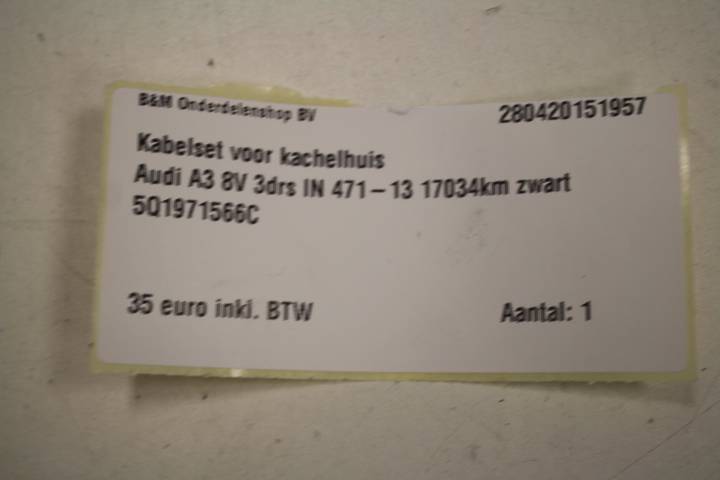 B&M Onderdelenshop BV 280420151957
Kabelset voor kachelhuis
Audi A3 8V 3drs IN 471-13 17034km zwart
5Q1971566C
35 euro inkl. BTW Aantal: 1